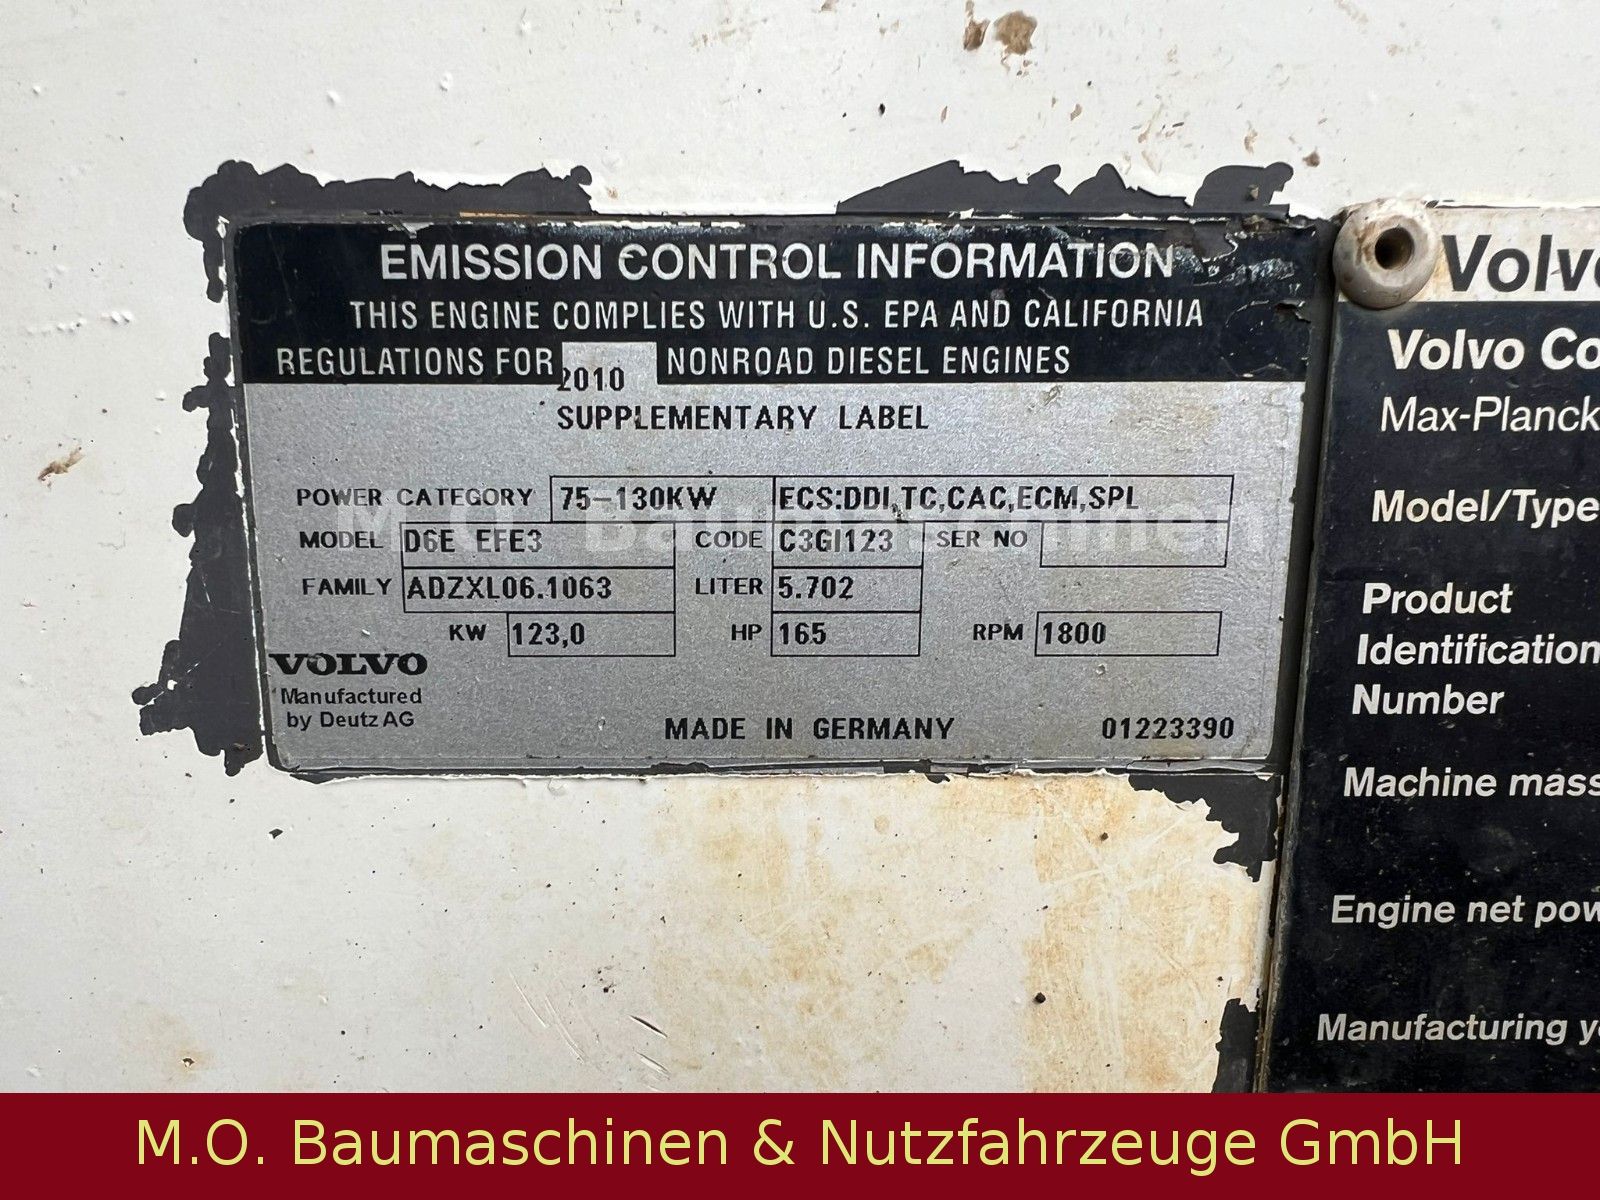 EMISSION CONTROL INFORMATION
THIS ENGINE COMPLIES WITH U.S. EPA AND CALIFORNIA
REGULATIONS FOR 2010 NONROAD DIESEL ENGINES
SUPPLEMENTARY LABEL
POWER CATEGORY 75-130KW ECS:DDI,TC,CAC,ECM,SPL
M.O. Baumaschinen
MODEL D6E EFE3 CODE C3GI123 SER NO
FAMILY ADZXL06.1063 LITER 5.702
KW 123,0 HP 165 RPM 1800
VOLVO
Manufactured
by Deutz AG
MADE IN GERMANY 01223390
Volvo
Volvo Co
Max-Planck
Model/Type
Product
Identification
Number
Machine mass
Engine net pow
Manufacturing y
M.O. Baumaschinen & Nutzfahrzeuge GmbH